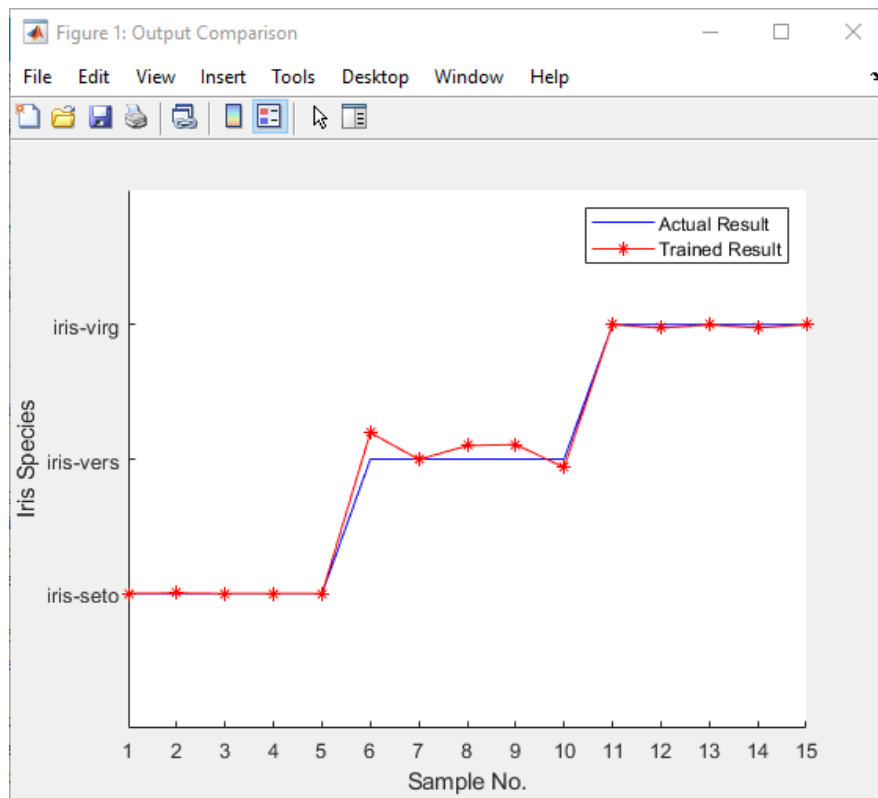 Figure 1: Output Comparison
File Edit View Insert Tools Desktop Window Help
Actual Result
Trained Result
iris-virg
iris-vers
iris-seto
Iris Species
1 2 3 4 5 6 7 8 9 10 11 12 13 14 15
Sample No.